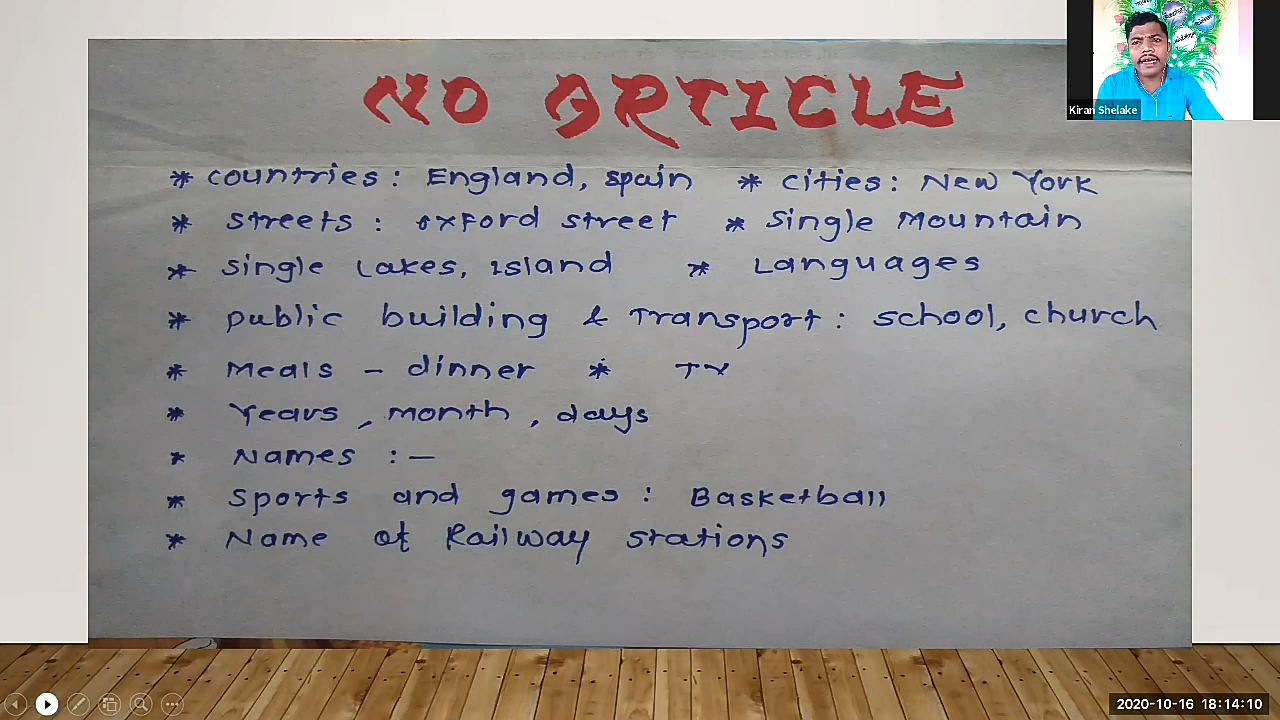 Kiran Shelake
NO ARTICLE
* countries: England, spain * cities: New York
* streets: oxford street * single Mountain
* single Lakes, island * Languages
* public building & Transport: school, church
* Meals - dinner * TV
* Years, month, days
* Names :-
* sports and games: Basketball
* Name of Railway stations
2020-10-16 18:14:10